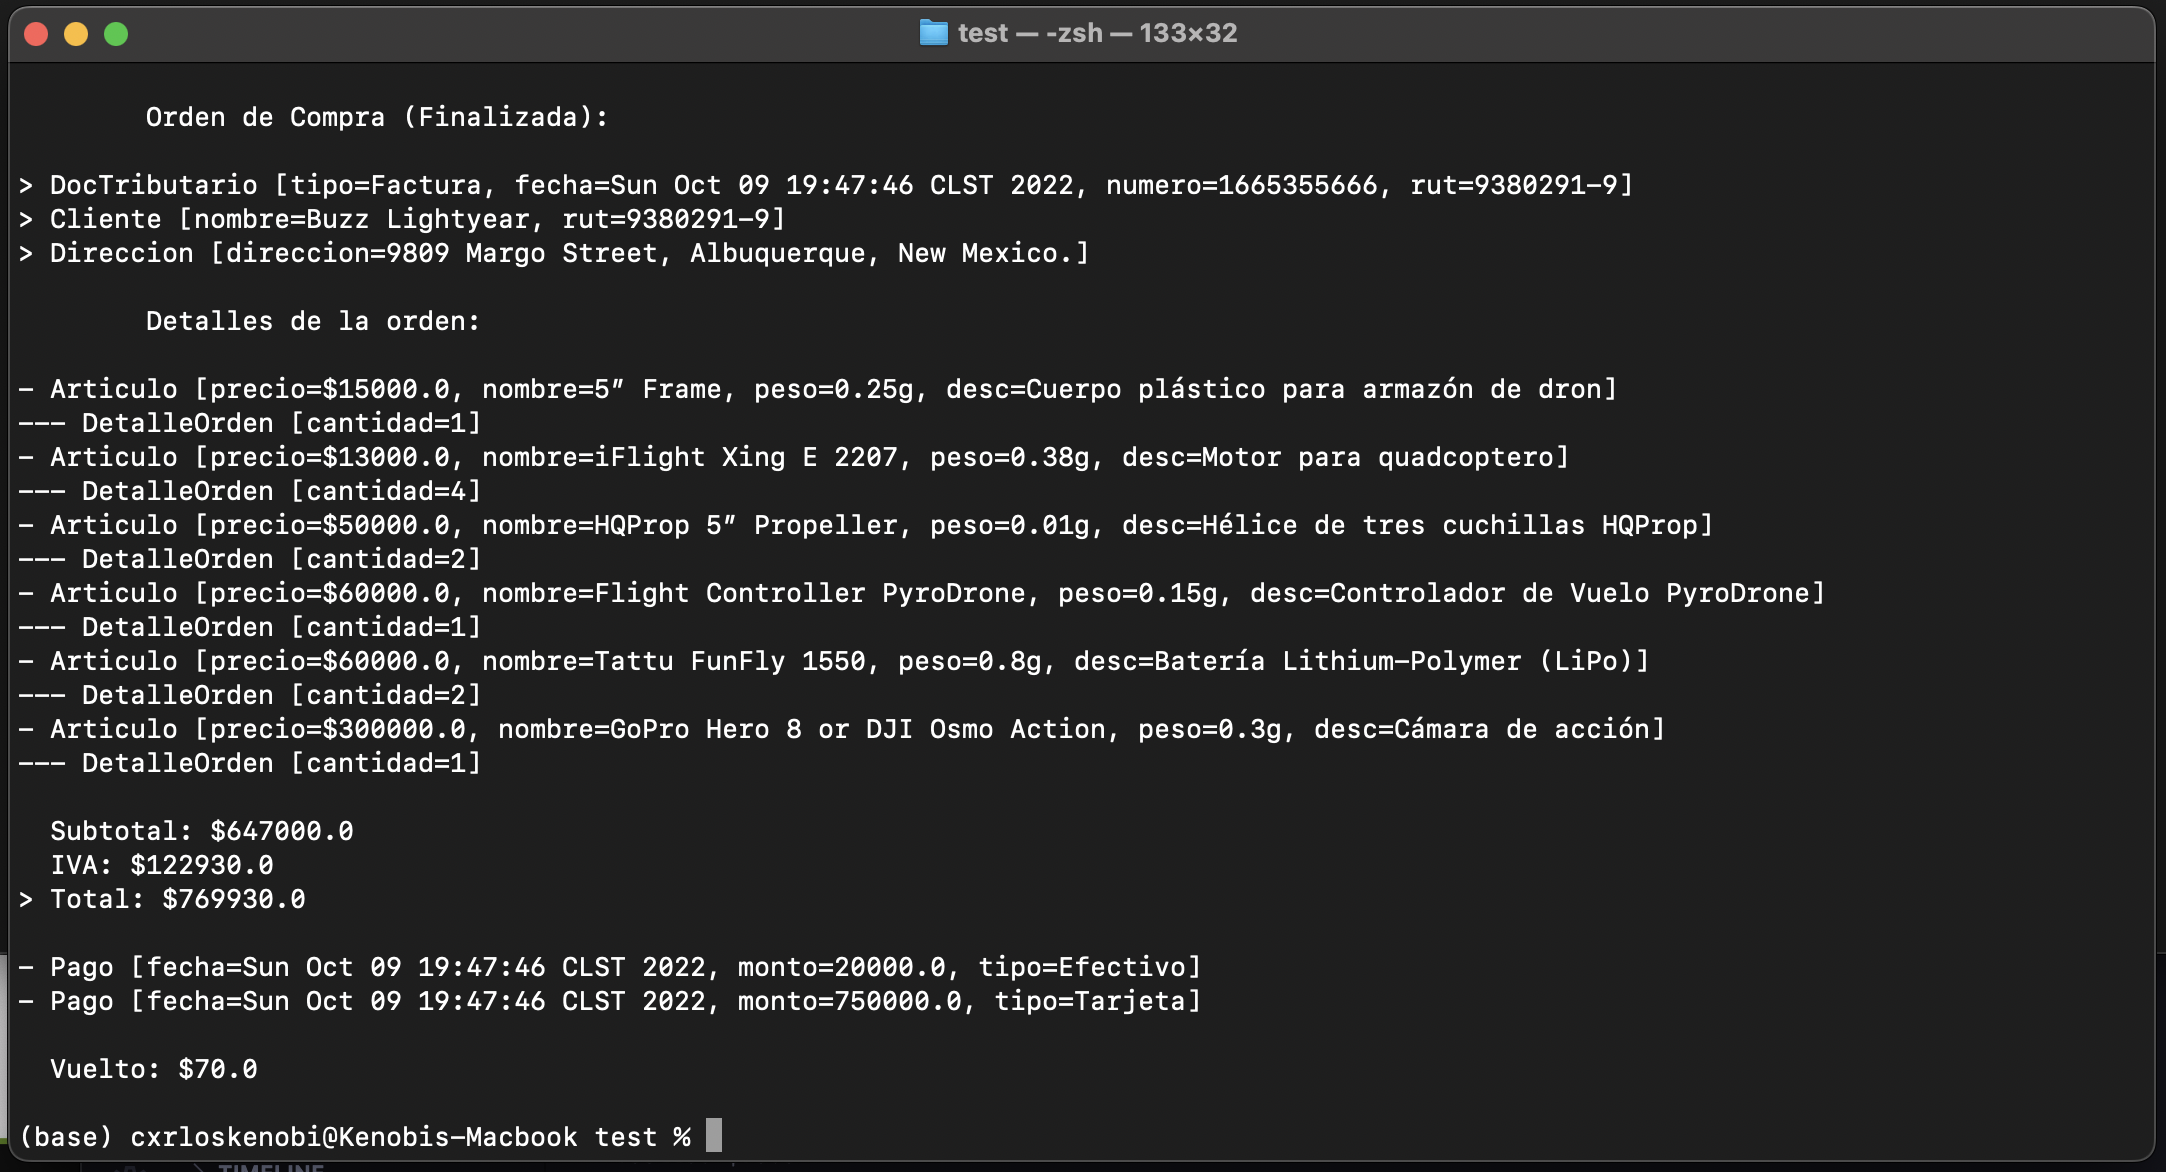 test — -zsh — 133×32
Orden de Compra (Finalizada):
> DocTributario [tipo=Factura, fecha=Sun Oct 09 19:47:46 CLST 2022, numero=1665355666, rut=9380291-9]
> Cliente [nombre=Buzz Lightyear, rut=9380291-9]
> Direccion [direccion=9809 Margo Street, Albuquerque, New Mexico.]
Detalles de la orden:
- Articulo [precio=$15000.0, nombre=5″ Frame, peso=0.25g, desc=Cuerpo plástico para armazón de dron]
--- DetalleOrden [cantidad=1]
- Articulo [precio=$13000.0, nombre=iFlight Xing E 2207, peso=0.38g, desc=Motor para quadcoptero]
--- DetalleOrden [cantidad=4]
- Articulo [precio=$50000.0, nombre=HQProp 5″ Propeller, peso=0.01g, desc=Hélice de tres cuchillas HQProp]
--- DetalleOrden [cantidad=2]
- Articulo [precio=$60000.0, nombre=Flight Controller PyroDrone, peso=0.15g, desc=Controlador de Vuelo PyroDrone]
--- DetalleOrden [cantidad=1]
- Articulo [precio=$60000.0, nombre=Tattu FunFly 1550, peso=0.8g, desc=Batería Lithium-Polymer (LiPo)]
--- DetalleOrden [cantidad=2]
- Articulo [precio=$300000.0, nombre=GoPro Hero 8 or DJI Osmo Action, peso=0.3g, desc=Cámara de acción]
--- DetalleOrden [cantidad=1]
Subtotal: $647000.0
IVA: $122930.0
> Total: $769930.0
- Pago [fecha=Sun Oct 09 19:47:46 CLST 2022, monto=20000.0, tipo=Efectivo]
- Pago [fecha=Sun Oct 09 19:47:46 CLST 2022, monto=750000.0, tipo=Tarjeta]
Vuelto: $70.0
(base) cxrloskenobi@Kenobis-Macbook test %
TIMELINE